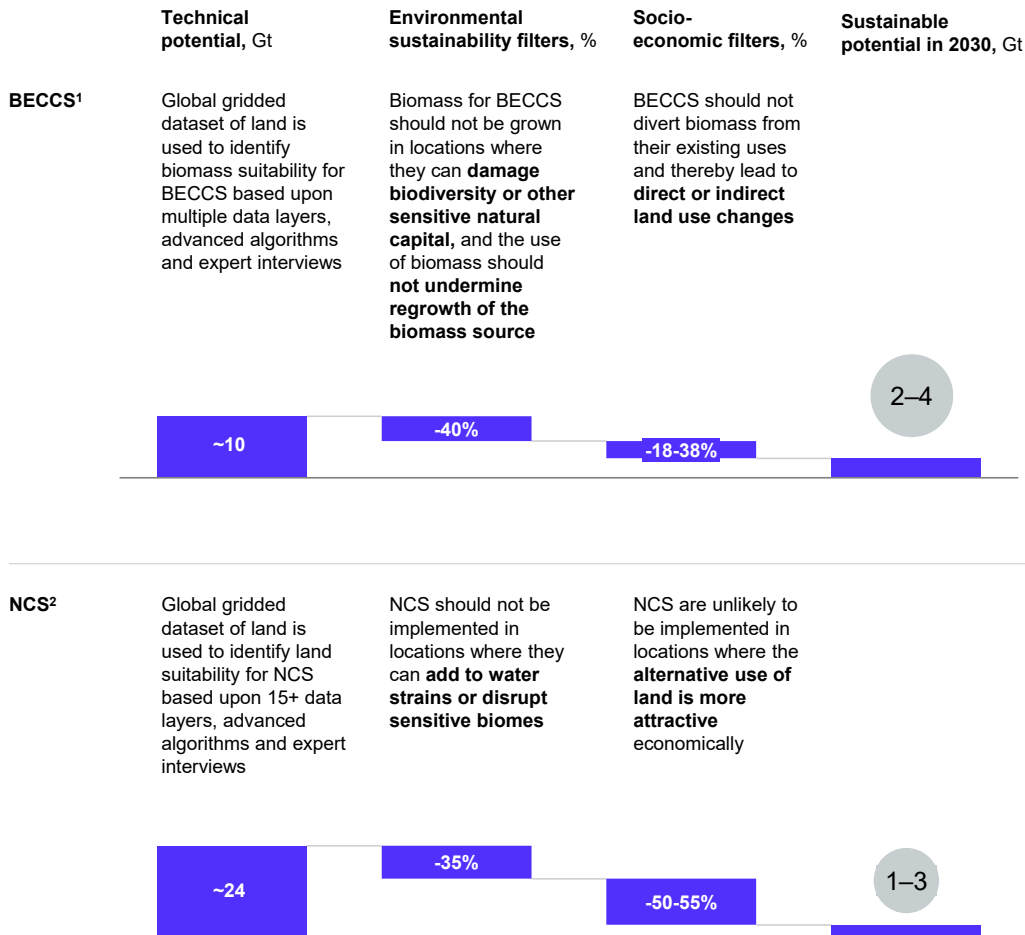 Technical
potential, Gt
Environmental
sustainability filters, %
Socio-
economic filters, %
Sustainable
potential in 2030, Gt
BECCS¹
Global gridded
dataset of land is
used to identify
biomass suitability for
BECCS based upon
multiple data layers,
advanced algorithms
and expert interviews
Biomass for BECCS
should not be grown
in locations where
they can damage
biodiversity or other
sensitive natural
capital, and the use
of biomass should
not undermine
regrowth of the
biomass source
BECCS should not
divert biomass from
their existing uses
and thereby lead to
direct or indirect
land use changes
~10
-40%
-18-38%
2–4
NCS²
Global gridded
dataset of land is
used to identify land
suitability for NCS
based upon 15+ data
layers, advanced
algorithms and expert
interviews
NCS should not be
implemented in
locations where they
can add to water
strains or disrupt
sensitive biomes
NCS are unlikely to
be implemented in
locations where the
alternative use of
land is more
attractive
economically
~24
-35%
-50-55%
1–3